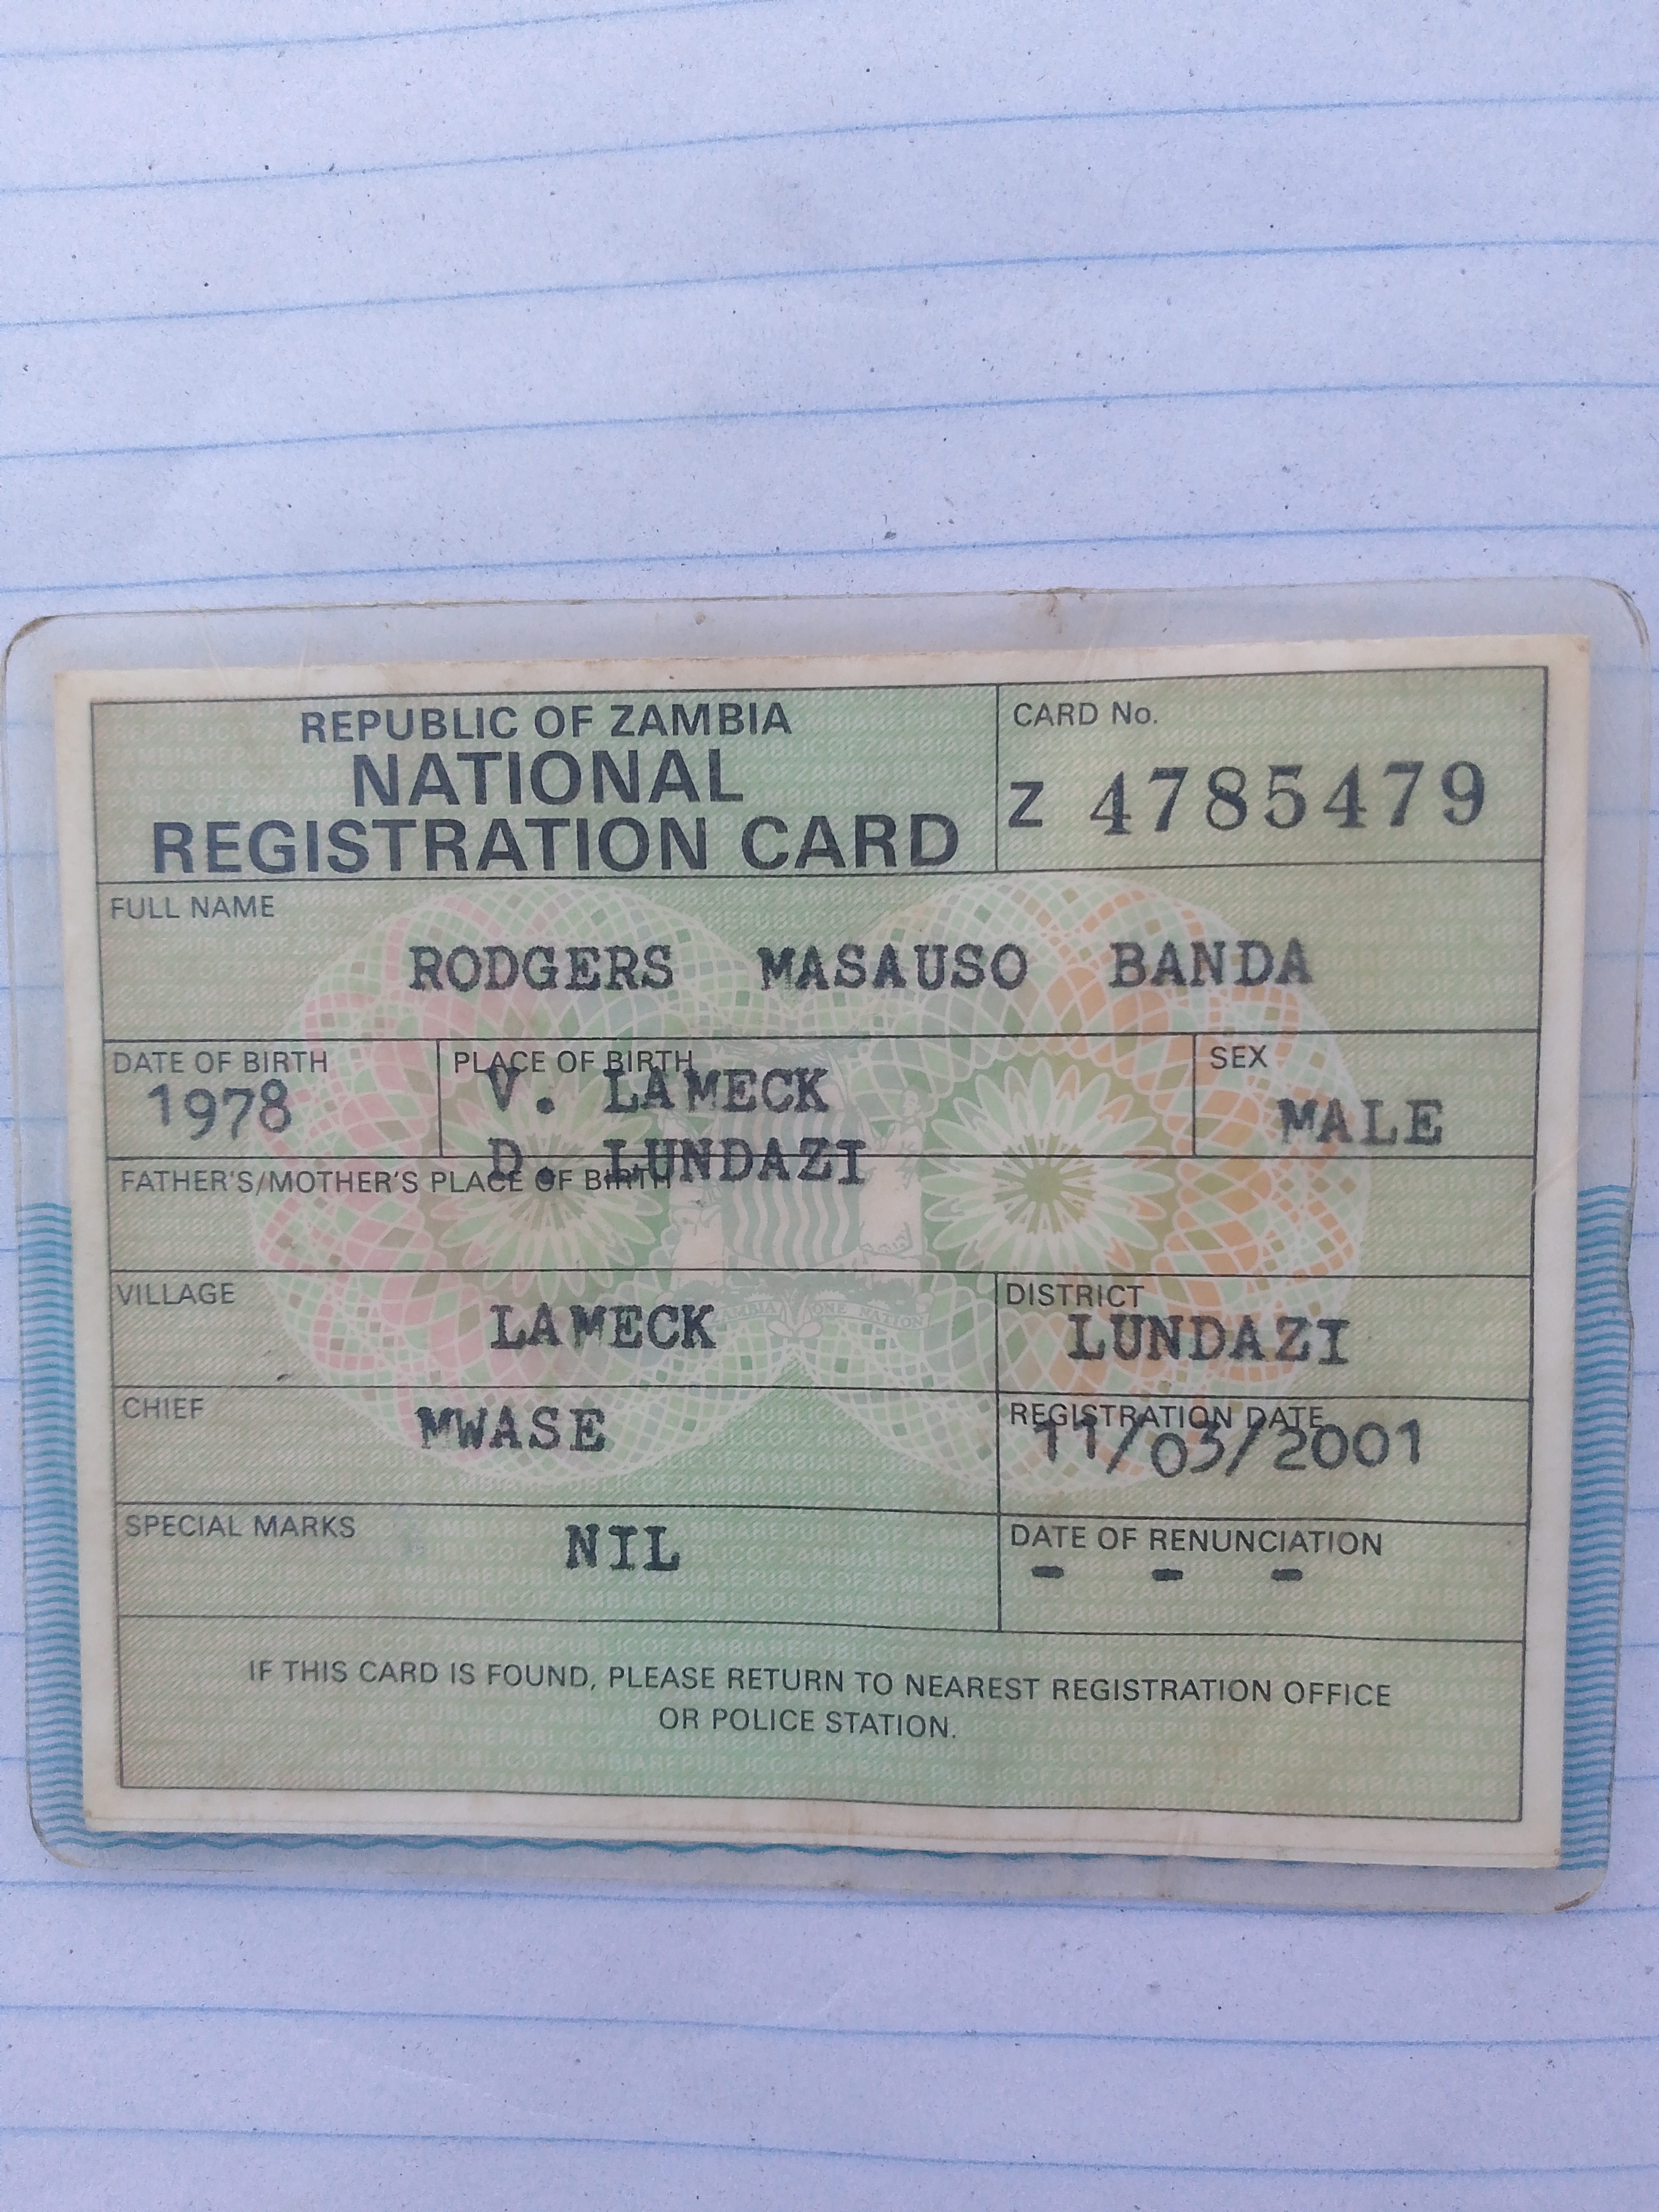 REPUBLIC OF ZAMBIA
NATIONAL
REGISTRATION CARD
CARD No.
Z 4785479
FULL NAME
RODGERS MASAUSO BANDA
DATE OF BIRTH
1978
PLACE OF BIRTH
V. LAMECK
D. LUNDAZI
SEX
MALE
FATHER'S/MOTHER'S PLACE OF BIRTH
VILLAGE
LAMECK
DISTRICT
LUNDAZI
CHIEF
MWASE
REGISTRATION DATE
11/03/2001
SPECIAL MARKS
NIL
DATE OF RENUNCIATION
- - -
IF THIS CARD IS FOUND, PLEASE RETURN TO NEAREST REGISTRATION OFFICE
OR POLICE STATION.